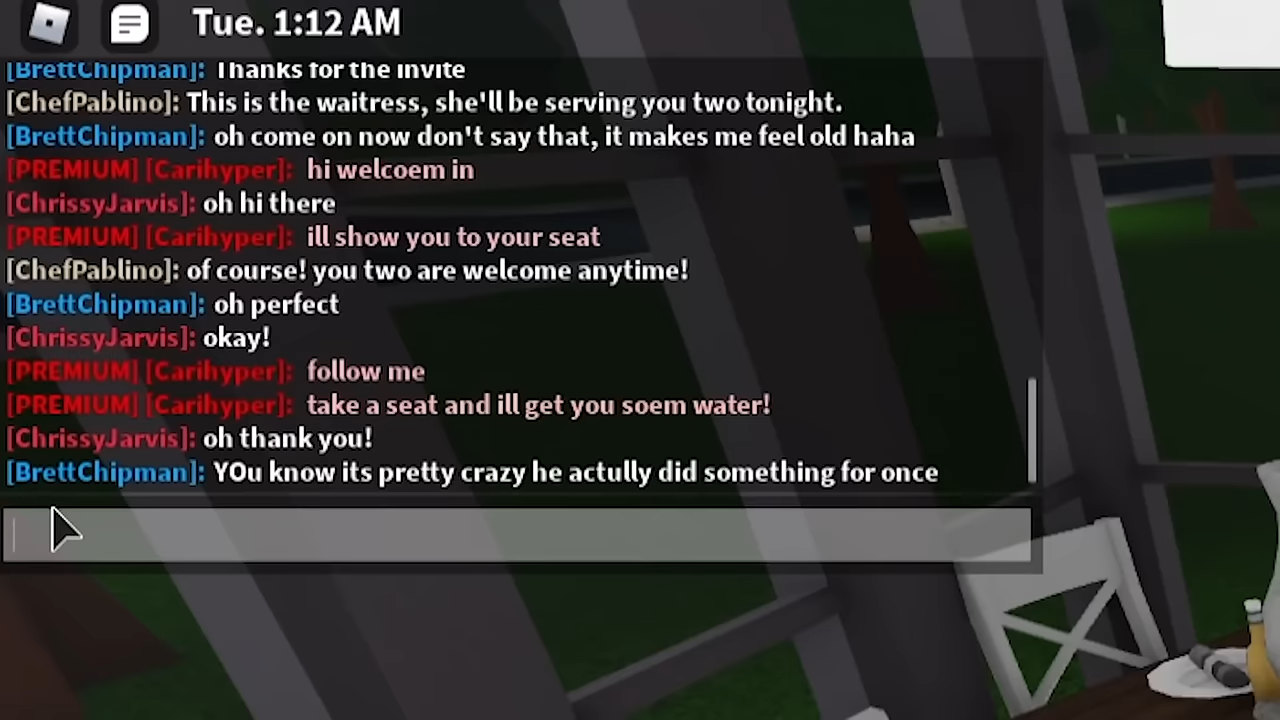 Tue. 1:12 AM
[BrettChipman]: Thanks for the invite
[ChefPablino]: This is the waitress, she'll be serving you two tonight.
[BrettChipman]: oh come on now don't say that, it makes me feel old haha
[PREMIUM] [Carihyper]: hi welcoem in
[ChrissyJarvis]: oh hi there
[PREMIUM] [Carihyper]: ill show you to your seat
[ChefPablino]: of course! you two are welcome anytime!
[BrettChipman]: oh perfect
[ChrissyJarvis]: okay!
[PREMIUM] [Carihyper]: follow me
[PREMIUM] [Carihyper]: take a seat and ill get you soem water!
[ChrissyJarvis]: oh thank you!
[BrettChipman]: YOu know its pretty crazy he actully did something for once